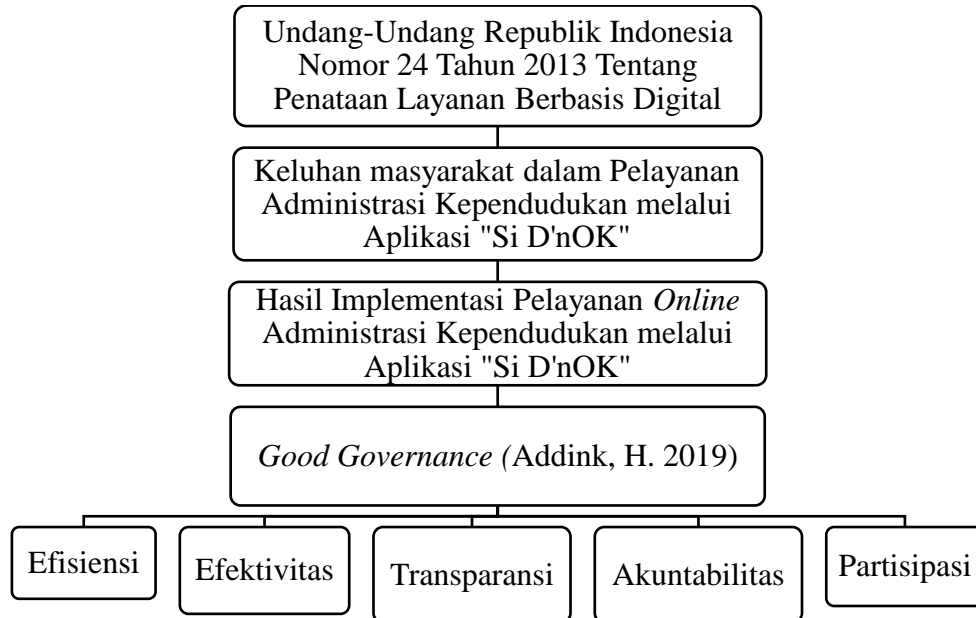 Undang-Undang Republik Indonesia
Nomor 24 Tahun 2013 Tentang
Penataan Layanan Berbasis Digital
Keluhan masyarakat dalam Pelayanan
Administrasi Kependudukan melalui
Aplikasi "Si D'nOK"
Hasil Implementasi Pelayanan Online
Administrasi Kependudukan melalui
Aplikasi "Si D'nOK"
Good Governance (Addink, H. 2019)
Efisiensi
Efektivitas
Transparansi
Akuntabilitas
Partisipasi